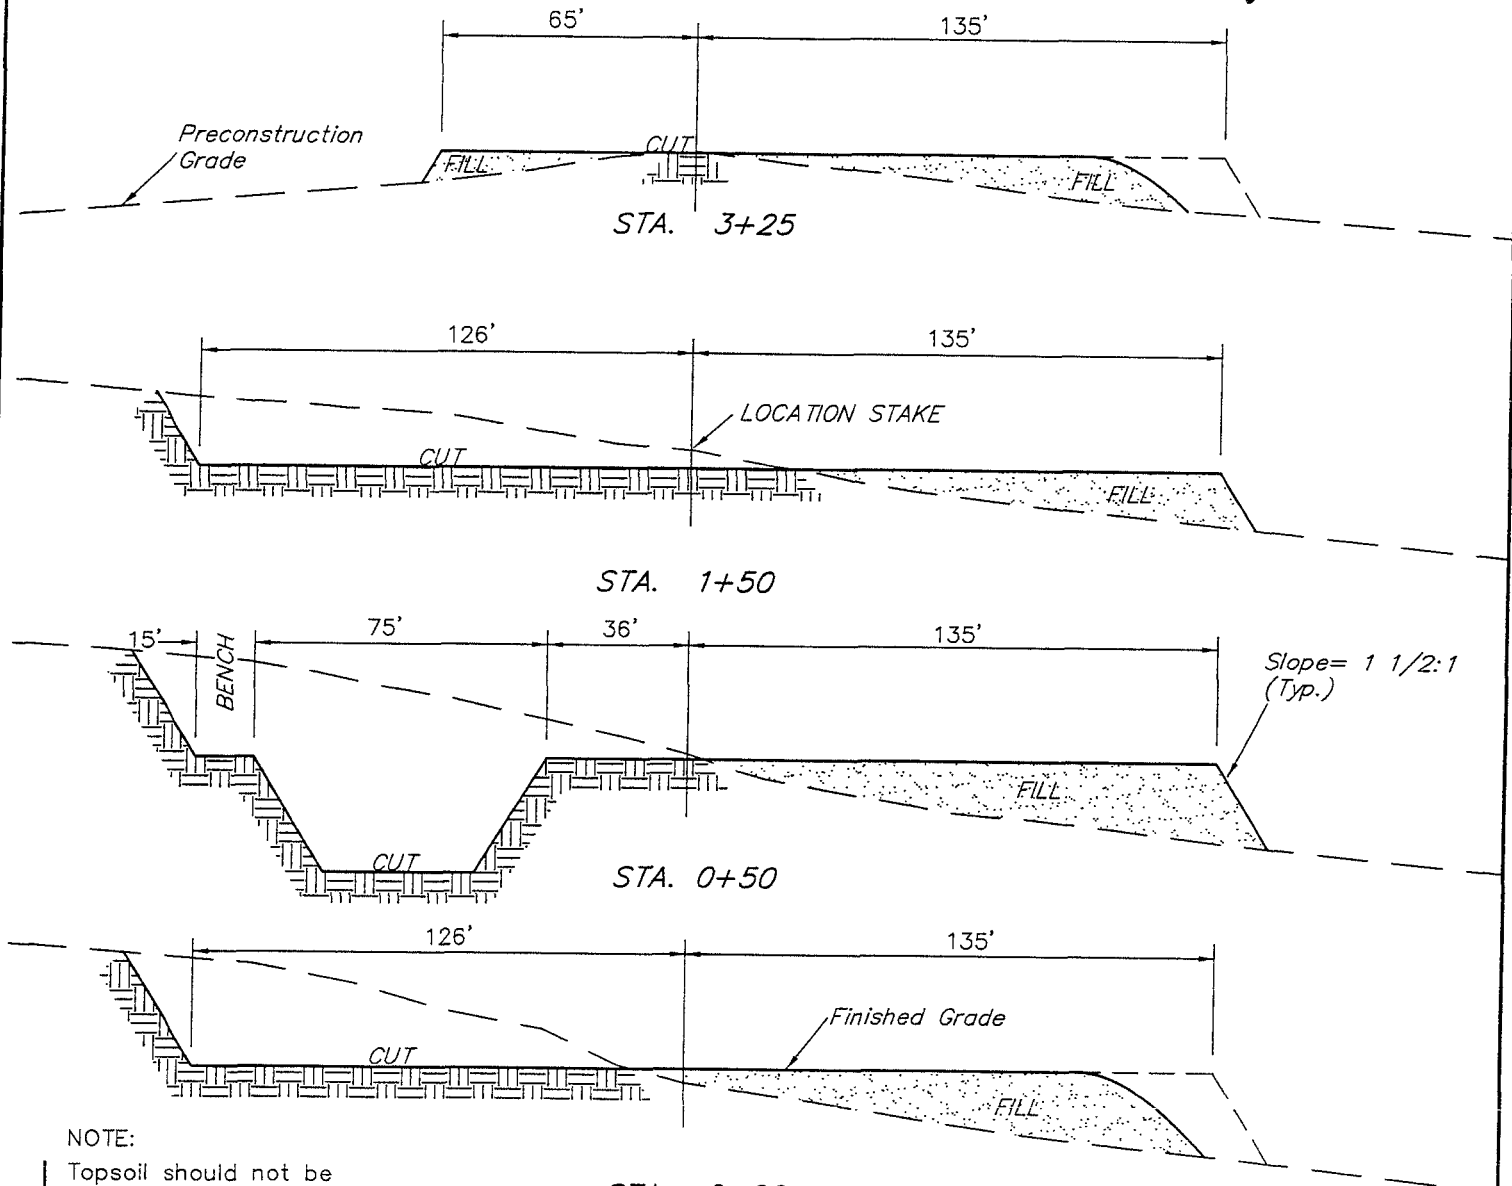 65' 135'
Preconstruction
Grade
FILL CUT FILL
STA. 3+25
126' 135'
LOCATION STAKE
CUT FILL
STA. 1+50
15' BENCH 75' 36' 135'
Slope= 1 1/2:1
(Typ.)
FILL
CUT
STA. 0+50
126' 135'
Finished Grade
CUT
FILL
NOTE:
Topsoil should not be